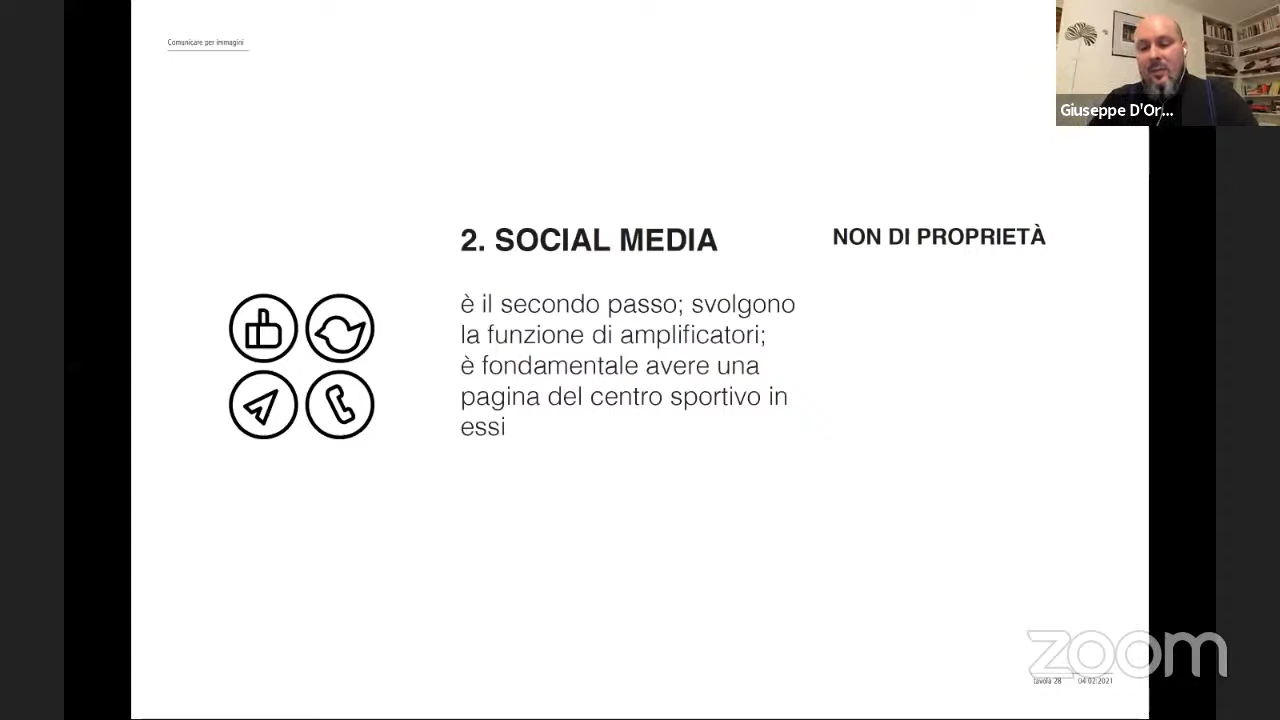 Comunicare per immagini
Giuseppe D'Or...
2. SOCIAL MEDIA
NON DI PROPRIETÀ
è il secondo passo; svolgono
la funzione di amplificatori;
è fondamentale avere una
pagina del centro sportivo in
essi
zoom
tavola 28 04.02.2021